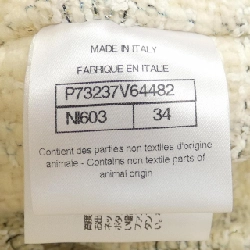 MADE IN ITALY
FABRIQUE EN ITALIE
P73237V64482
NI603 34
Contient des parties non textiles d'origine
animale - Contains non textile parts of
animal origin